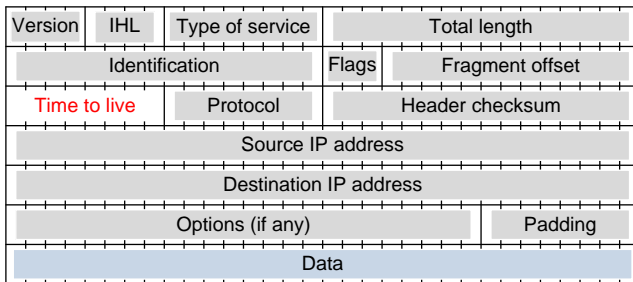 Version IHL Type of service Total length
Identification Flags Fragment offset
Time to live Protocol Header checksum
Source IP address
Destination IP address
Options (if any) Padding
Data